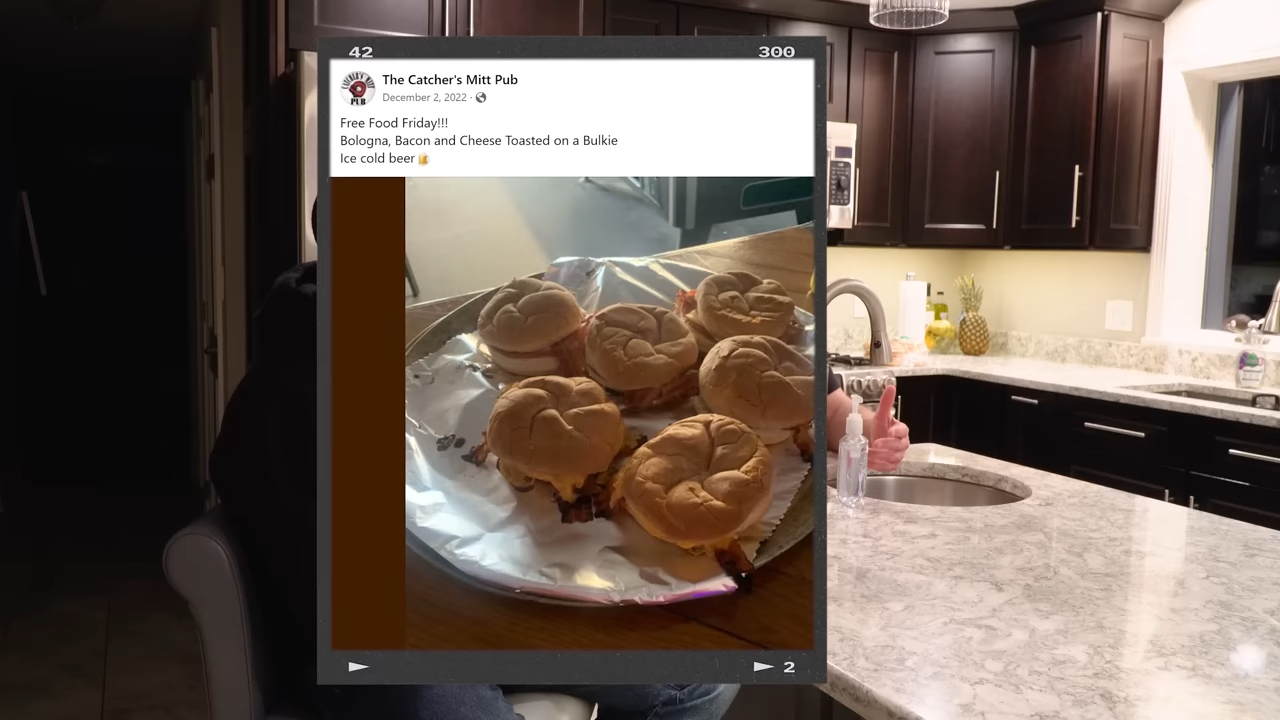 42 300
The Catcher's Mitt Pub
December 2, 2022 ·
Free Food Friday!!!
Bologna, Bacon and Cheese Toasted on a Bulkie
Ice cold beer🍺
2